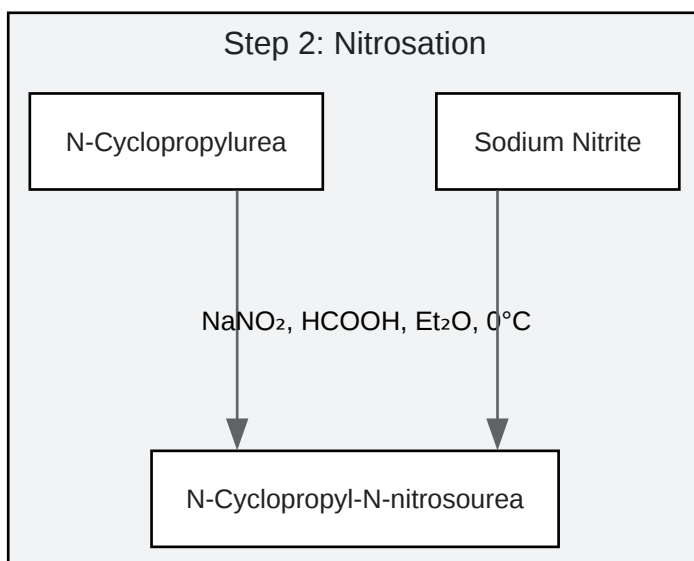 Step 2: Nitrosation
N-Cyclopropylurea
Sodium Nitrite
NaNO₂, HCOOH, Et₂O, 0°C
N-Cyclopropyl-N-nitrosourea